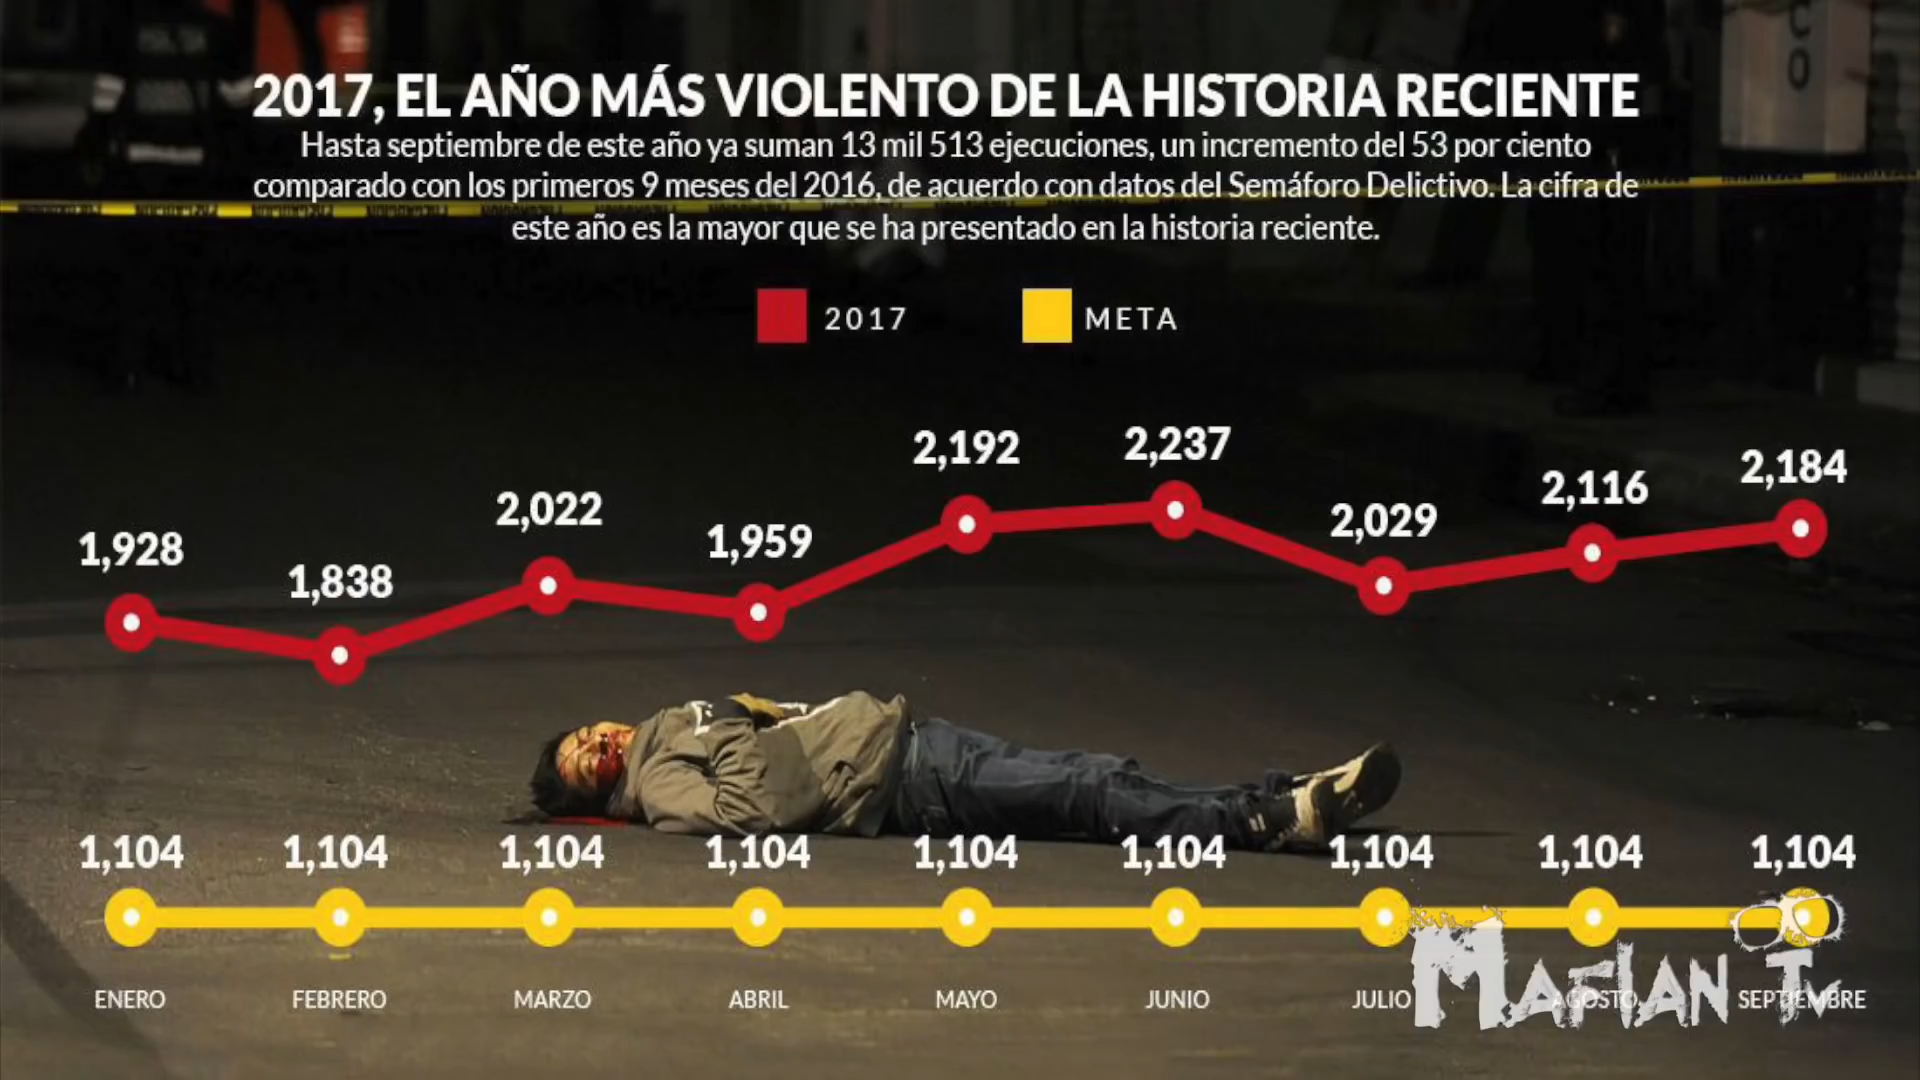 2017, EL AÑO MÁS VIOLENTO DE LA HISTORIA RECIENTE
Hasta septiembre de este año ya suman 13 mil 513 ejecuciones, un incremento del 53 por ciento
comparado con los primeros 9 meses del 2016, de acuerdo con datos del Semáforo Delictivo. La cifra de
este año es la mayor que se ha presentado en la historia reciente.
2017 META
1,928 1,838 2,022 1,959 2,192 2,237 2,029 2,116 2,184
1,104 1,104 1,104 1,104 1,104 1,104 1,104 1,104 1,104
ENERO FEBRERO MARZO ABRIL MAYO JUNIO JULIO AGOSTO SEPTIEMBRE
MAFIAN TV